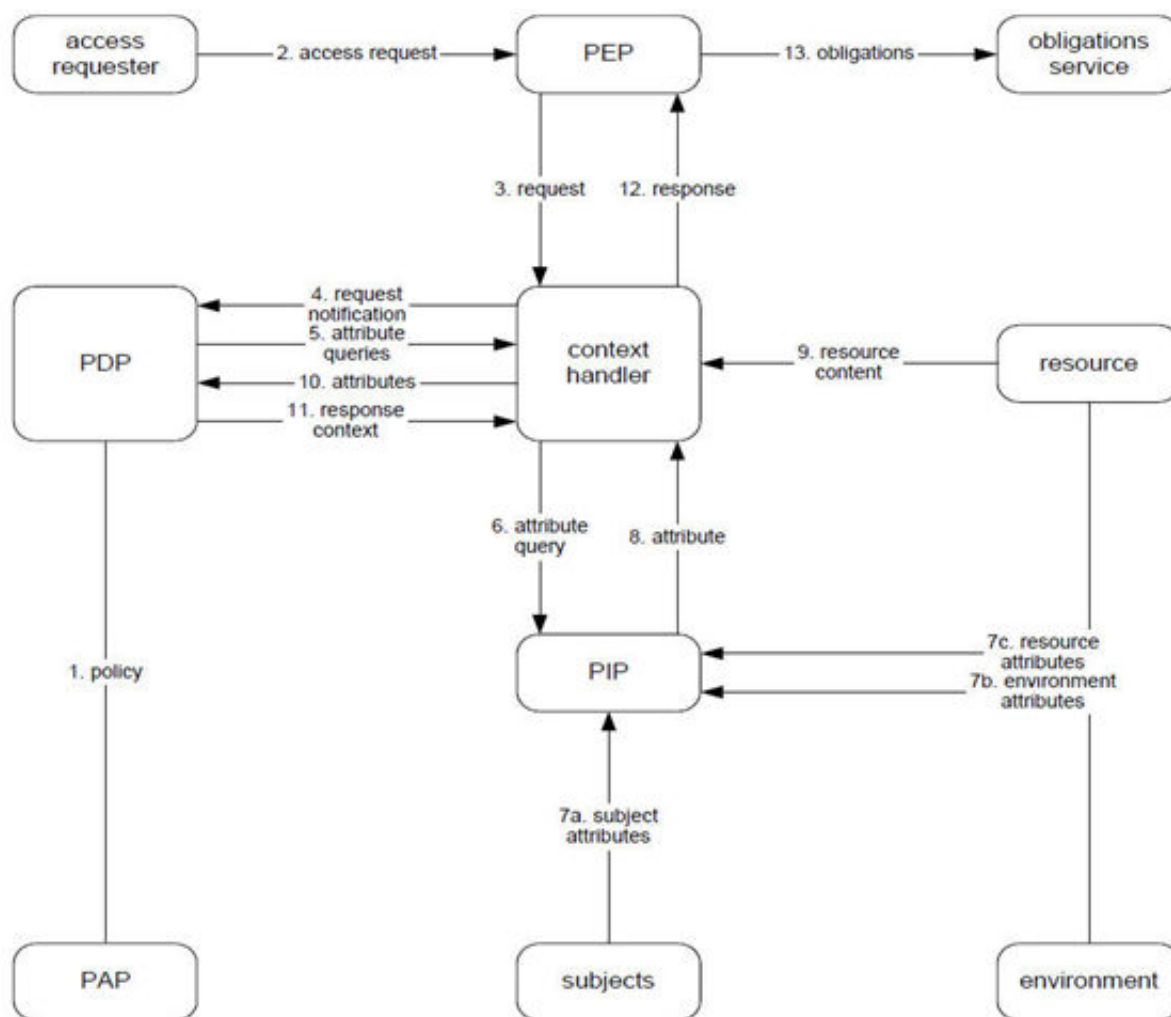 access
requester
2. access request
PEP
13. obligations
obligations
service
3. request
12. response
PDP
4. request
notification
5. attribute
queries
10. attributes
11. response
context
context
handler
9. resource
content
resource
6. attribute
query
8. attribute
1. policy
PIP
7c. resource
attributes
7b. environment
attributes
7a. subject
attributes
PAP
subjects
environment